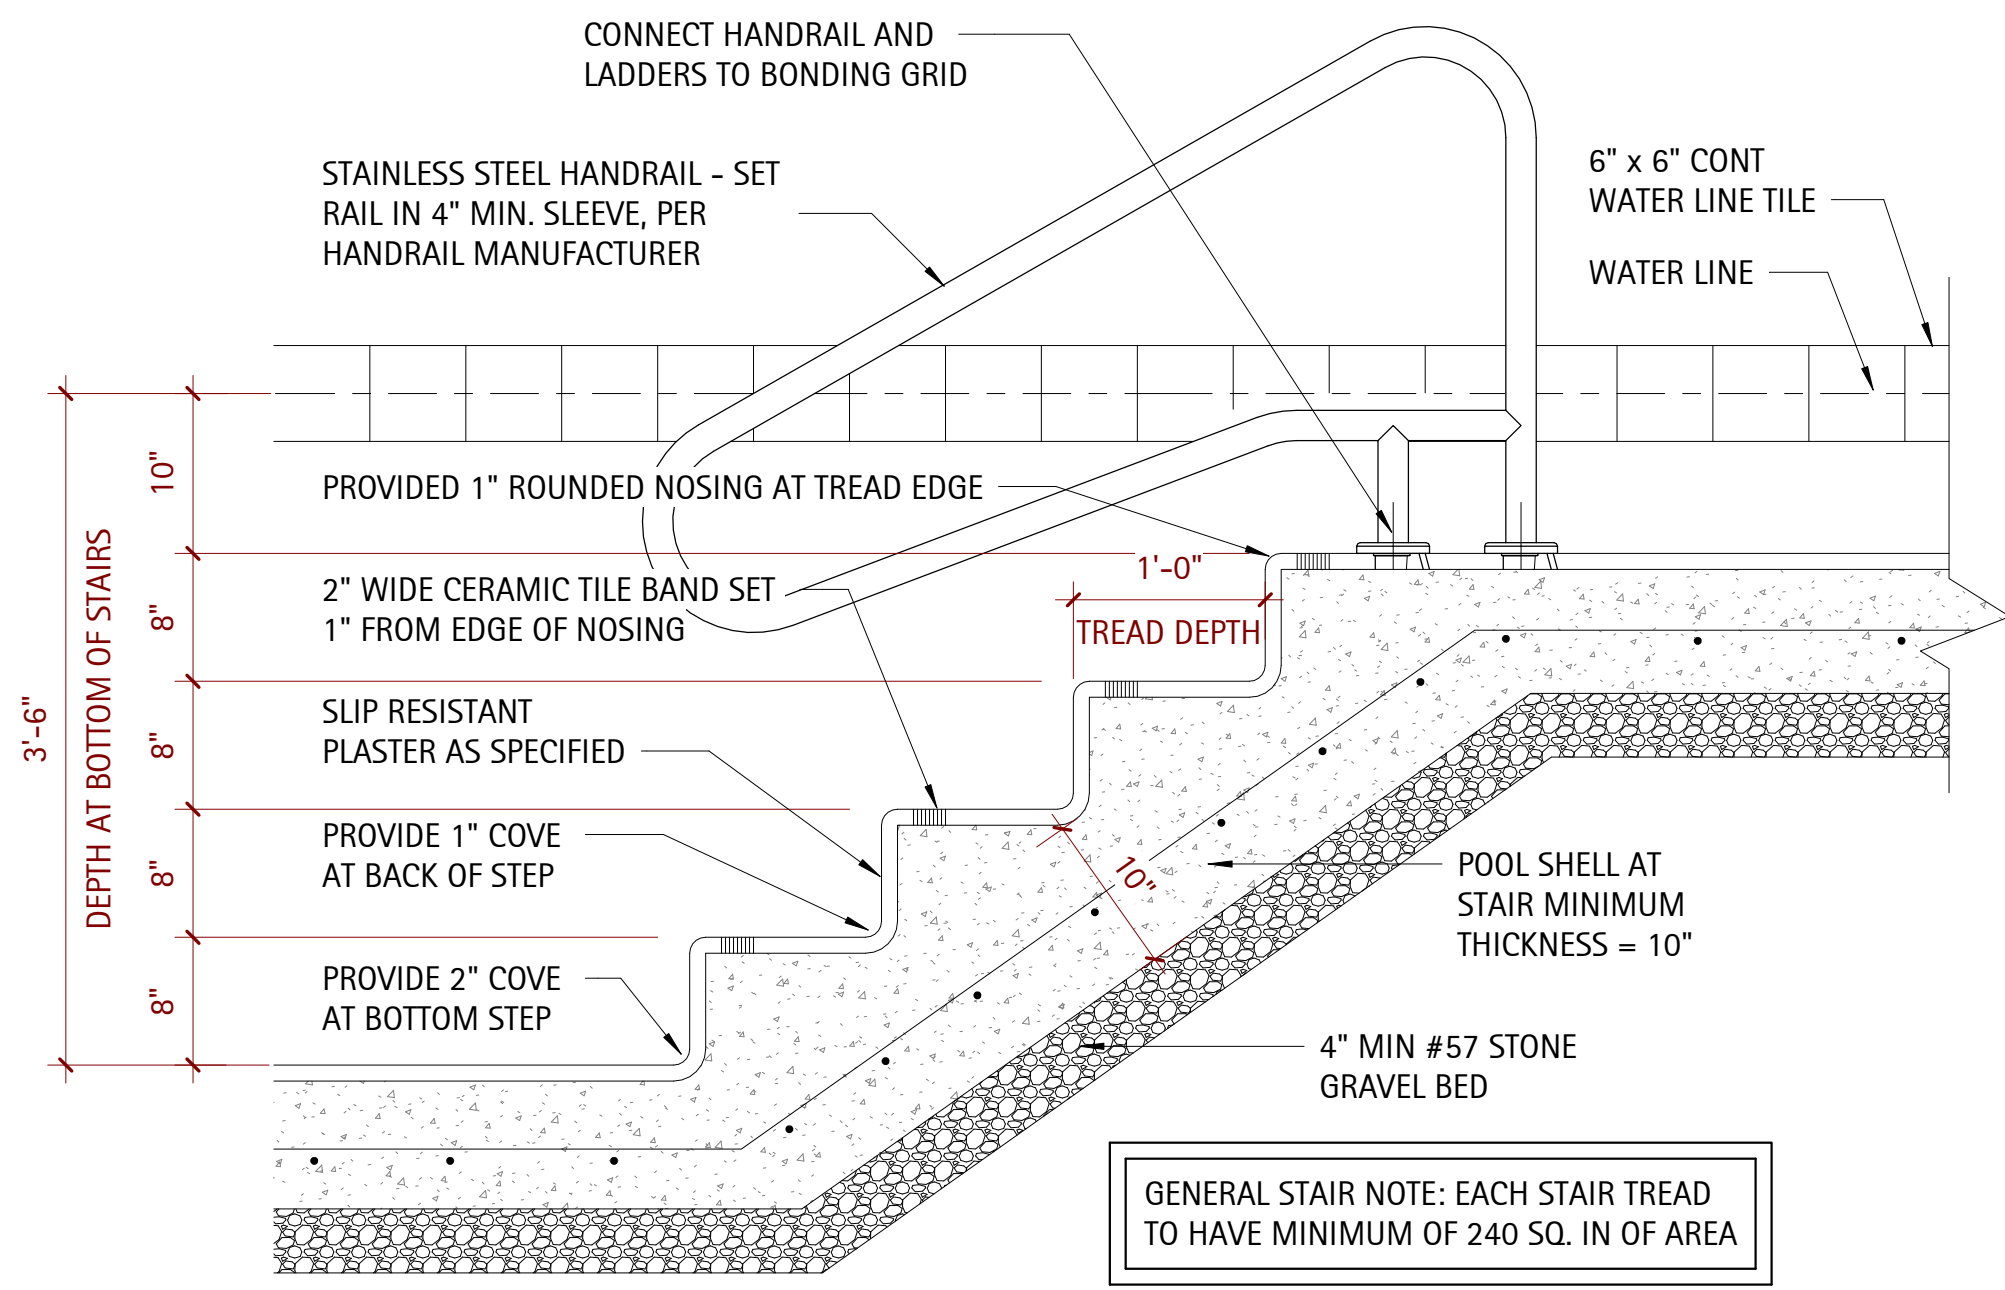 CONNECT HANDRAIL AND
LADDERS TO BONDING GRID
STAINLESS STEEL HANDRAIL - SET
RAIL IN 4" MIN. SLEEVE, PER
HANDRAIL MANUFACTURER
6" x 6" CONT
WATER LINE TILE
WATER LINE
PROVIDED 1" ROUNDED NOSING AT TREAD EDGE
1'-0"
TREAD DEPTH
2" WIDE CERAMIC TILE BAND SET
1" FROM EDGE OF NOSING
SLIP RESISTANT
PLASTER AS SPECIFIED
PROVIDE 1" COVE
AT BACK OF STEP
PROVIDE 2" COVE
AT BOTTOM STEP
3'-6"
DEPTH AT BOTTOM OF STAIRS
10"
8"
8"
8"
8"
10"
POOL SHELL AT
STAIR MINIMUM
THICKNESS = 10"
4" MIN #57 STONE
GRAVEL BED
GENERAL STAIR NOTE: EACH STAIR TREAD
TO HAVE MINIMUM OF 240 SQ. IN OF AREA